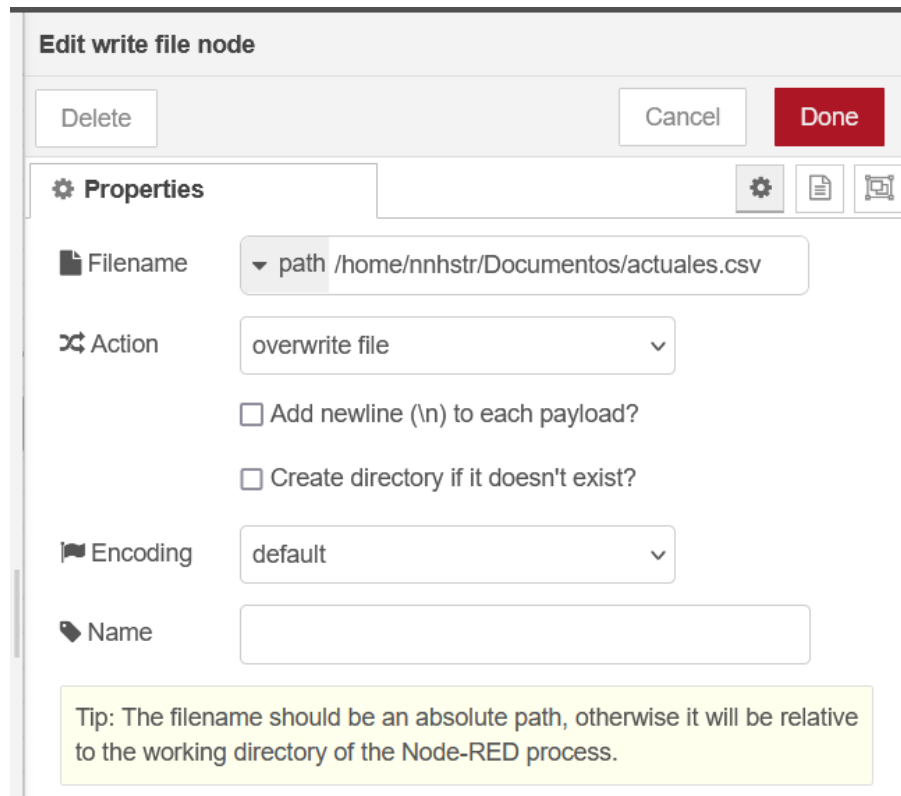 Edit write file node
Delete
Cancel
Done
Properties
Filename
path /home/nnhstr/Documentos/actuales.csv
Action
overwrite file
Add newline (\n) to each payload?
Create directory if it doesn't exist?
Encoding
default
Name
Tip: The filename should be an absolute path, otherwise it will be relative
to the working directory of the Node-RED process.